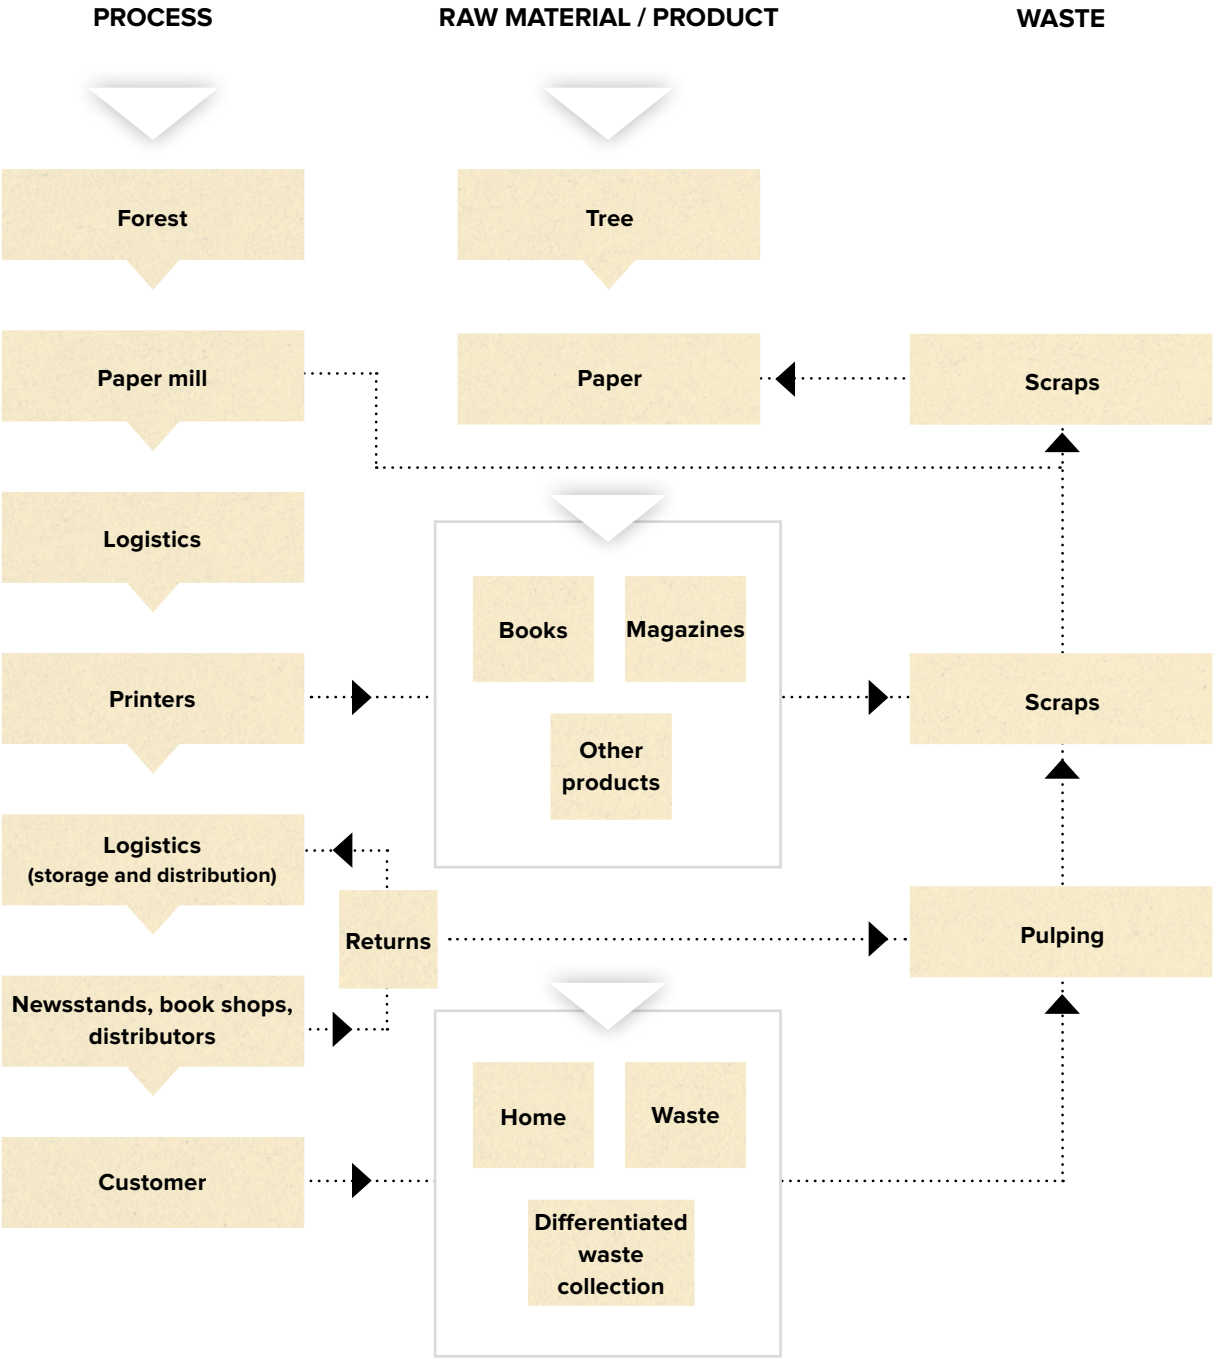 PROCESS
RAW MATERIAL / PRODUCT
WASTE
Forest
Tree
Paper mill
Paper
Scraps
Logistics
Books
Magazines
Printers
Scraps
Other
products
Logistics
(storage and distribution)
Returns
Pulping
Newsstands, book shops,
distributors
Home
Waste
Customer
Differentiated
waste
collection